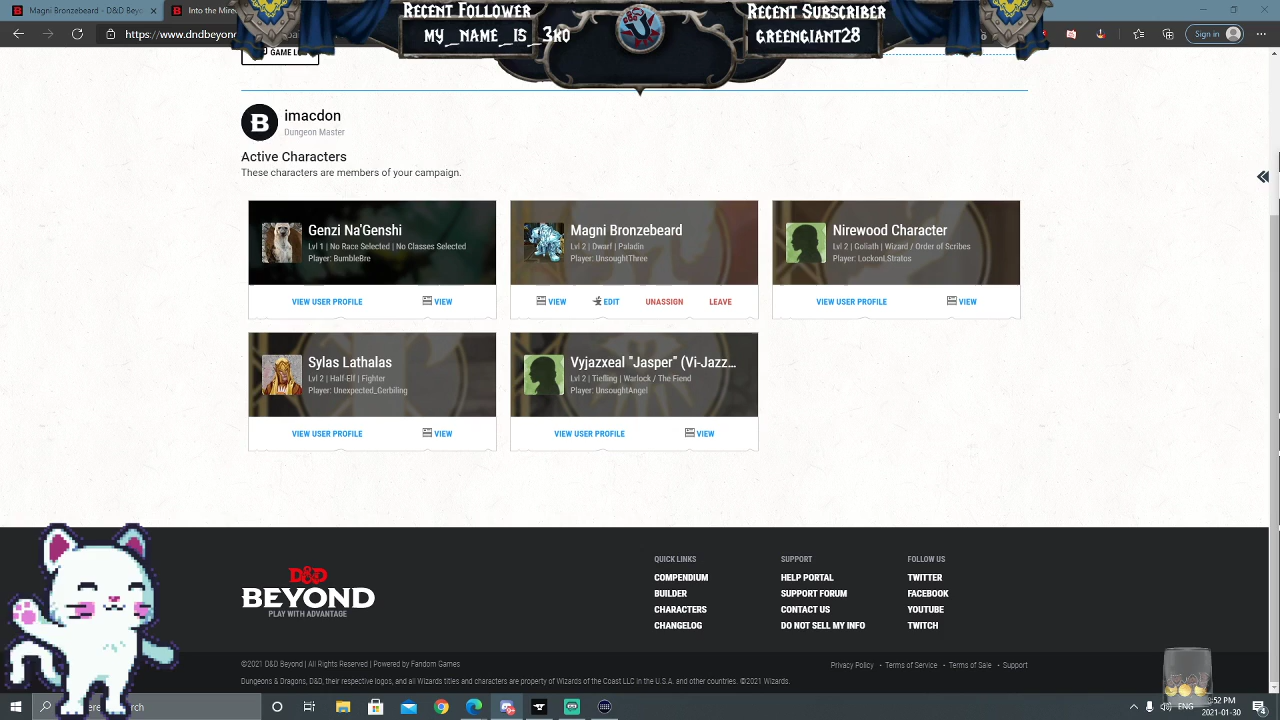 Recent Follower
my_name_is_3ko
Recent Subscriber
greengiant28
Magni Bronzebeard
Into the
https://www.dndbeyond
Sign in
GAME LO
imacdon
Dungeon Master
Active Characters
These characters are members of your campaign.
Genzi Na'Genshi
Lvl 1 | No Race Selected | No Classes Selected
Player: BumbleBre
VIEW USER PROFILE
VIEW
Magni Bronzebeard
Lvl 2 | Dwarf | Paladin
Player: UnsoughtThree
VIEW
EDIT
UNASSIGN
LEAVE
Nirewood Character
Lvl 2 | Goliath | Wizard / Order of Scribes
Player: LockonLStratos
VIEW USER PROFILE
VIEW
Sylas Lathalas
Lvl 2 | Half-Elf | Fighter
Player: Unexpected_Gerbiling
VIEW USER PROFILE
VIEW
Vyjazxeal "Jasper" (Vi-Jazz...
Lvl 2 | Tiefling | Warlock / The Fiend
Player: UnsoughtAngel
VIEW USER PROFILE
VIEW
D&D
BEYOND
PLAY WITH ADVANTAGE
QUICK LINKS
COMPENDIUM
BUILDER
CHARACTERS
CHANGELOG
SUPPORT
HELP PORTAL
SUPPORT FORUM
CONTACT US
DO NOT SELL MY INFO
FOLLOW US
TWITTER
FACEBOOK
YOUTUBE
TWITCH
©2021 D&D Beyond | All Rights Reserved | Powered by Fandom Games
Privacy Policy • Terms of Service • Terms of Sale • Support
Dungeons & Dragons, D&D, their respective logos, and all Wizards titles and characters are property of Wizards of the Coast LLC in the U.S.A. and other countries. ©2021 Wizards.
search
ENG
:52 PM
2021-01-30